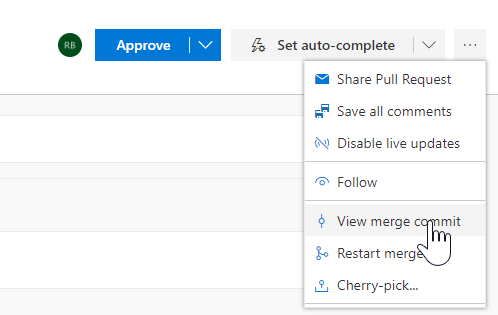 RB
Approve
Set auto-complete
Share Pull Request
Save all comments
Disable live updates
Follow
View merge commit
Restart merge
Cherry-pick...